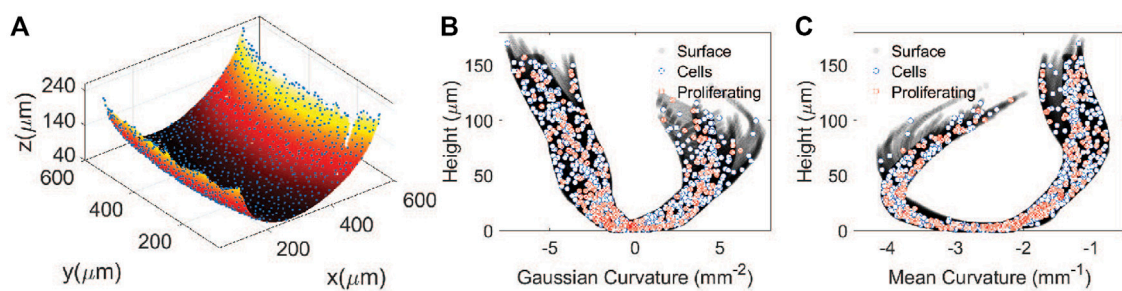 A
z(μm)
240
140
40
600
400
200
y(μm)
200
400
600
x(μm)
B
Height (μm)
150
100
50
0
-5
0
5
Gaussian Curvature (mm⁻²)
Surface
Cells
Proliferating
C
Height (μm)
150
100
50
0
-4
-3
-2
-1
Mean Curvature (mm⁻¹)
Surface
Cells
Proliferating